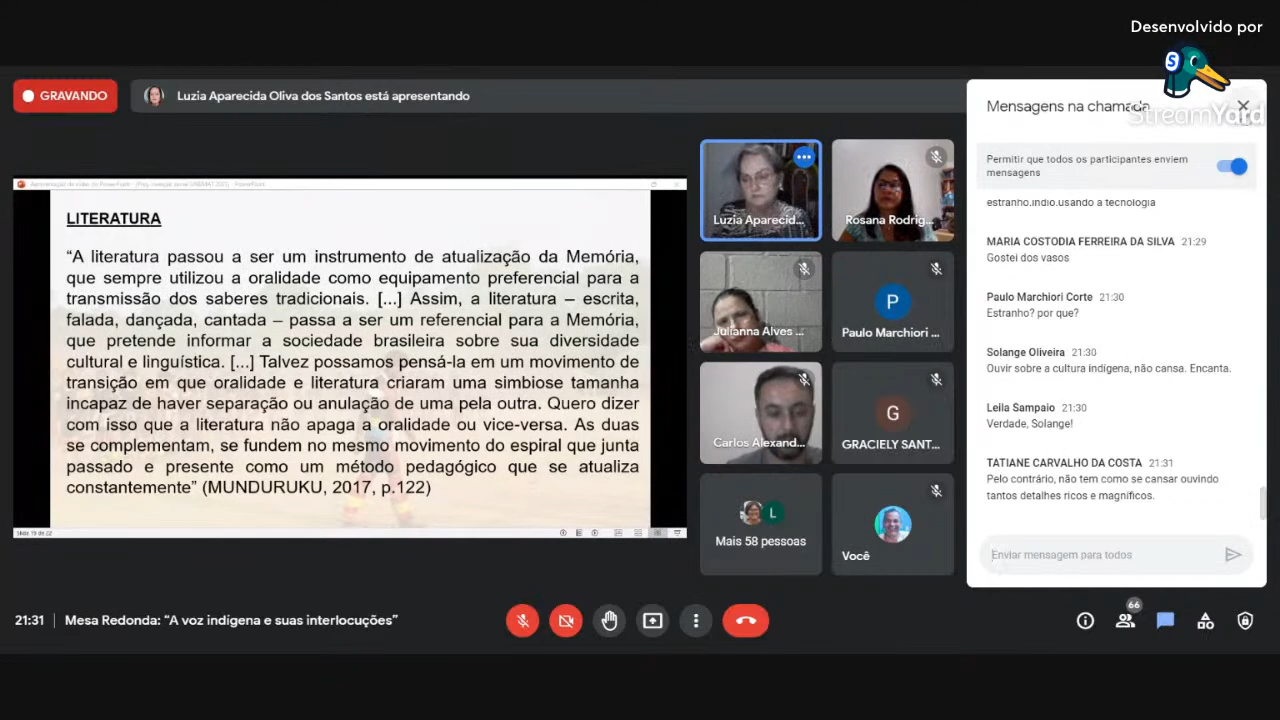 Desenvolvido por
StreamYard
GRAVANDO
Luzia Aparecida Oliva dos Santos está apresentando
LITERATURA
“A literatura passou a ser um instrumento de atualização da Memória,
que sempre utilizou a oralidade como equipamento preferencial para a
transmissão dos saberes tradicionais. [...] Assim, a literatura – escrita,
falada, dançada, cantada – passa a ser um referencial para a Memória,
que pretende informar a sociedade brasileira sobre sua diversidade
cultural e linguística. [...] Talvez possamos pensá-la em um movimento de
transição em que oralidade e literatura criaram uma simbiose tamanha
incapaz de haver separação ou anulação de uma pela outra. Quero dizer
com isso que a literatura não apaga a oralidade ou vice-versa. As duas
se complementam, se fundem no mesmo movimento do espiral que junta
passado e presente como um método pedagógico que se atualiza
constantemente” (MUNDURUKU, 2017, p.122)
Slide 19 de 22
Luzia Aparecid...
Rosana Rodrig...
Julianna Alves ...
P
Paulo Marchiori ...
Carlos Alexand...
G
GRACIELY SANT...
L
Mais 58 pessoas
Você
Mensagens na chamada
Permitir que todos os participantes enviem
mensagens
estranho.indio.usando a tecnologia
MARIA CUSTODIA FERREIRA DA SILVA 21:29
Gostei dos vasos
Paulo Marchiori Corte 21:30
Estranho? por que?
Solange Oliveira 21:30
Ouvir sobre a cultura indígena, não cansa. Encanta.
Leila Sampaio 21:30
Verdade, Solange!
TATIANE CARVALHO DA COSTA 21:31
Pelo contrário, não tem como se cansar ouvindo
tantos detalhes ricos e magníficos.
Enviar mensagem para todos
21:31 | Mesa Redonda: “A voz indígena e suas interlocuções”
66